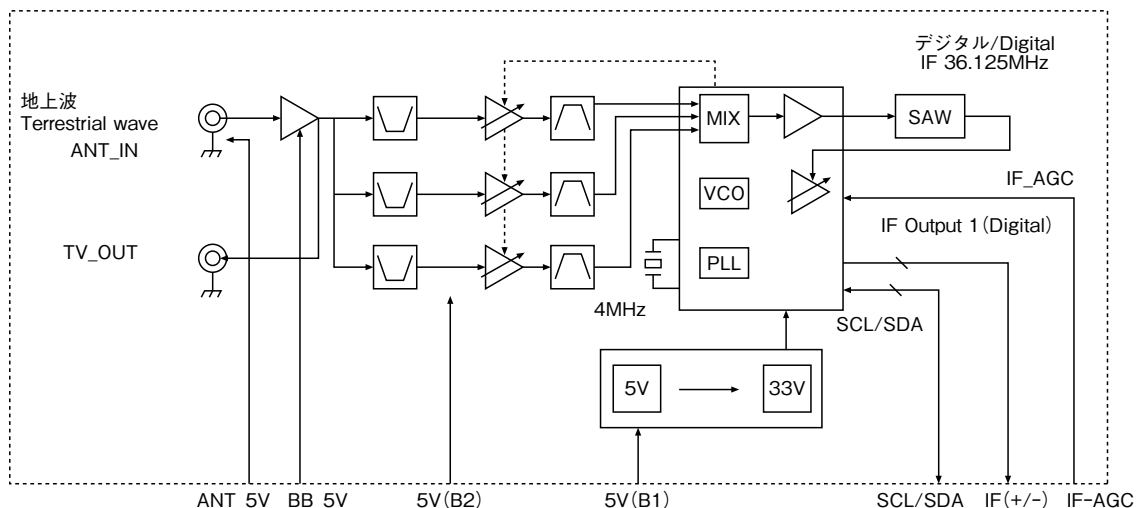 デジタル/Digital
IF 36.125MHz
地上波
Terrestrial wave
ANT_IN
MIX
SAW
VCO
IF_AGC
IF Output 1(Digital)
TV_OUT
PLL
4MHz
SCL/SDA
5V
33V
ANT 5V
BB 5V
5V(B2)
5V(B1)
SCL/SDA
IF(+/-)
IF-AGC